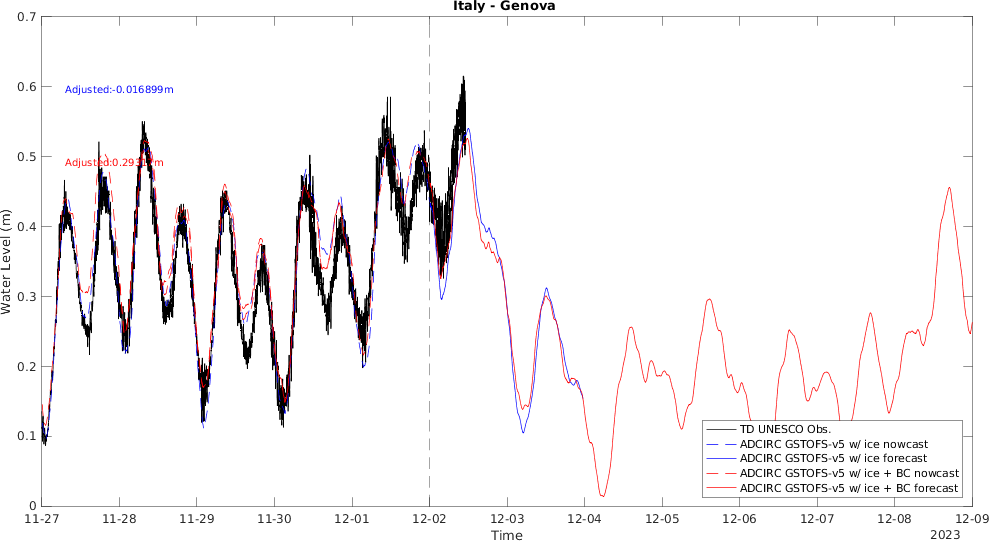 Italy - Genova
0.7
0.6
0.5
0.4
0.3
0.2
0.1
0
Water Level (m)
Adjusted:-0.016899m
11-27
11-28
11-29
11-30
12-01
12-02
12-03
12-04
12-05
12-06
12-07
12-08
12-09
Time
2023
TD UNESCO Obs.
ADCIRC GSTOFS-v5 w/ ice nowcast
ADCIRC GSTOFS-v5 w/ ice forecast
ADCIRC GSTOFS-v5 w/ ice + BC nowcast
ADCIRC GSTOFS-v5 w/ ice + BC forecast